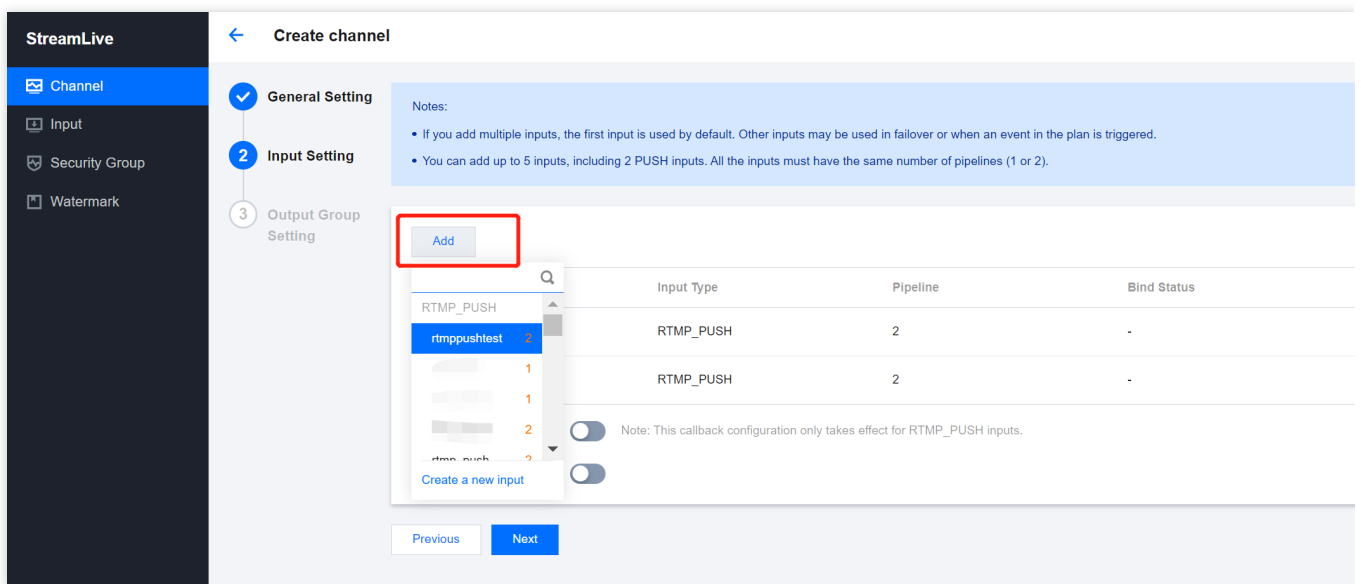 StreamLive
Channel
Input
Security Group
Watermark
Create channel
General Setting
2
Input Setting
3
Output Group
Setting
Notes:
• If you add multiple inputs, the first input is used by default. Other inputs may be used in failover or when an event in the plan is triggered.
• You can add up to 5 inputs, including 2 PUSH inputs. All the inputs must have the same number of pipelines (1 or 2).
Add
RTMP_PUSH
rtmppushtest 2
1
1
2
rtmp_push 2
Create a new input
Input Type Pipeline Bind Status
RTMP_PUSH 2 -
RTMP_PUSH 2 -
Note: This callback configuration only takes effect for RTMP_PUSH inputs.
Previous Next